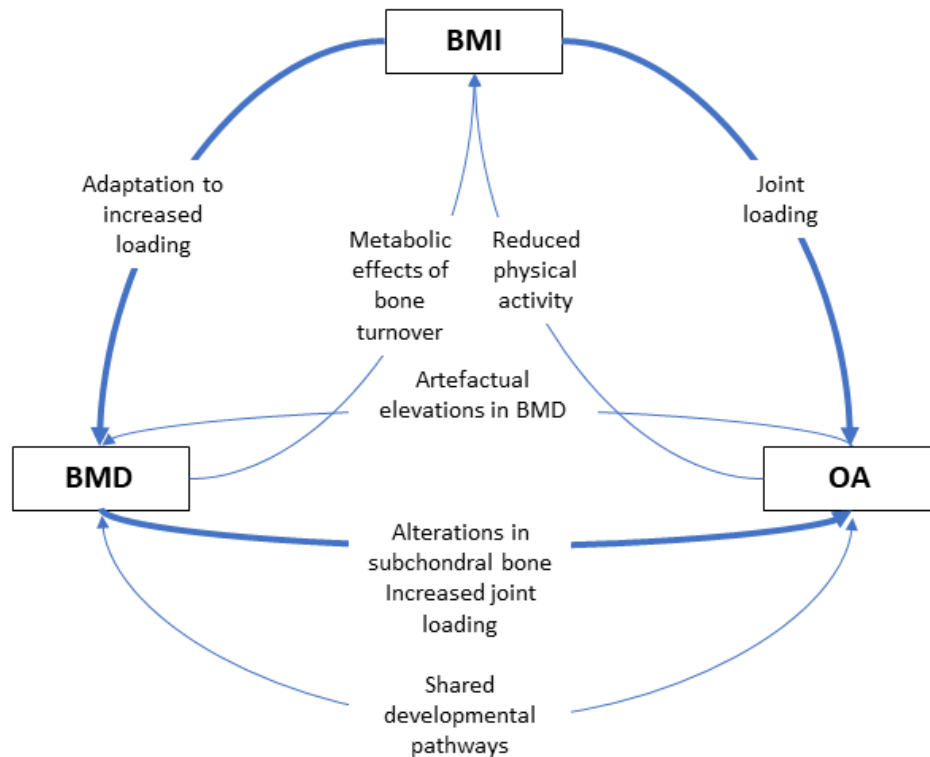 BMI
Adaptation to
increased
loading
Joint
loading
Metabolic
effects of
bone
turnover
Reduced
physical
activity
Artefactual
elevations in BMD
BMD
OA
Alterations in
subchondral bone
Increased joint
loading
Shared
developmental
pathways